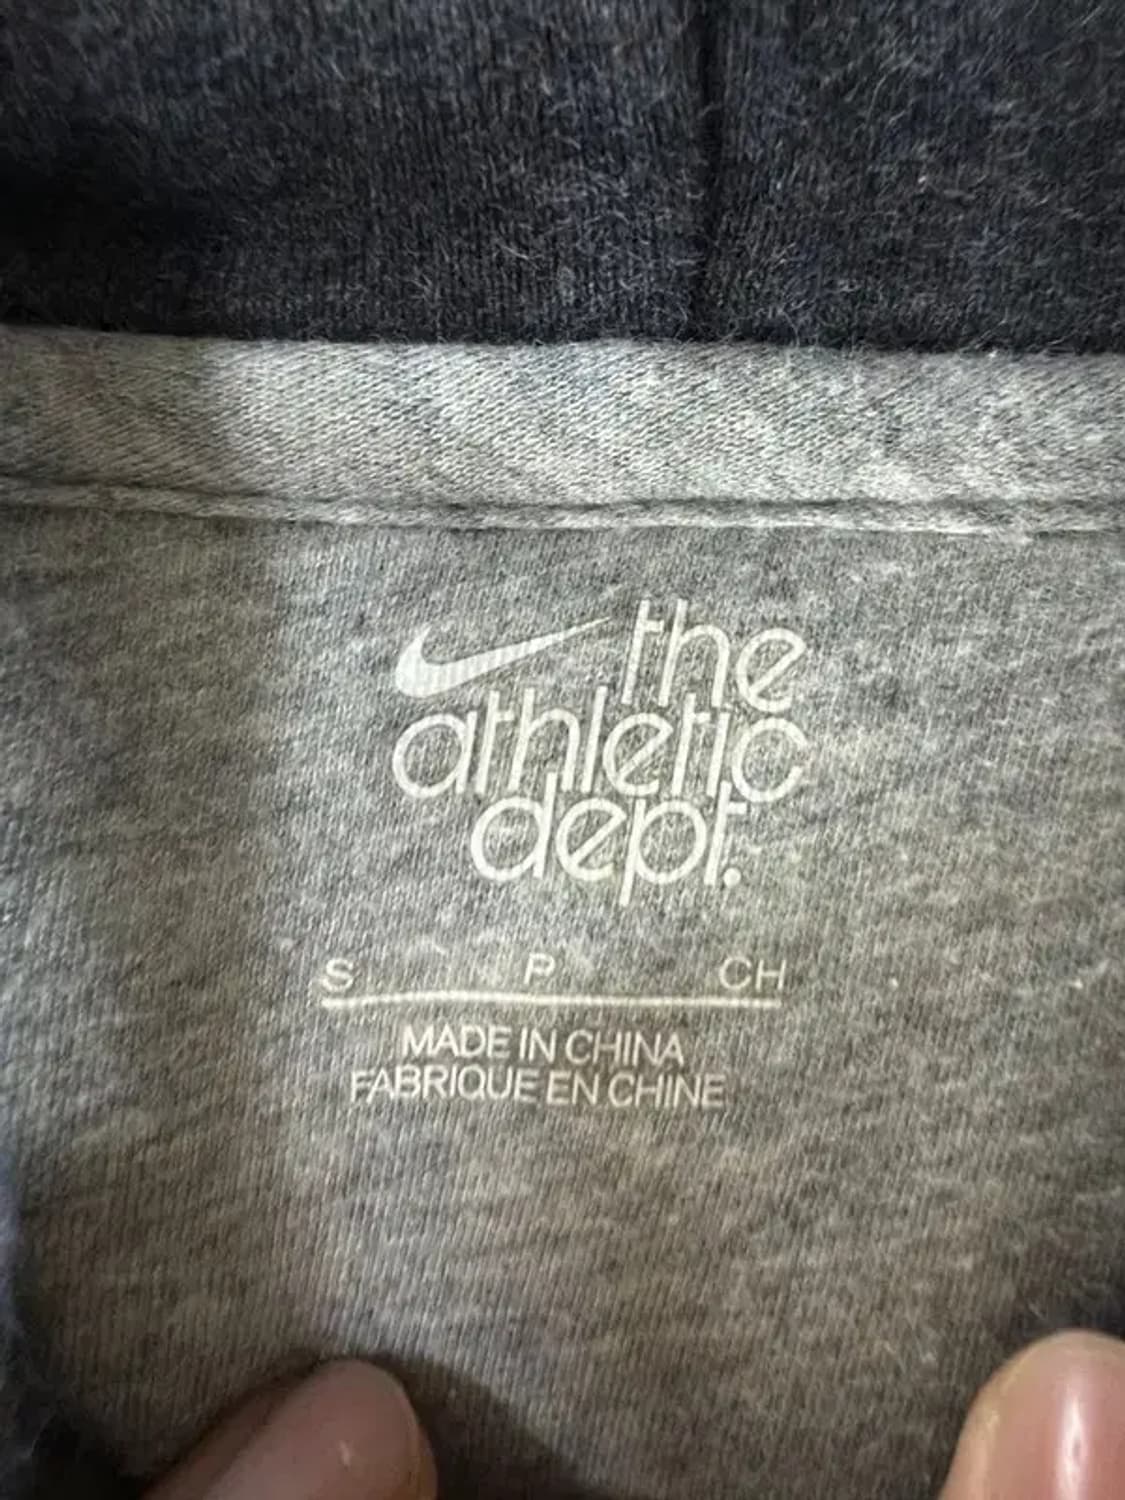 the
athletic
dept.
S P CH
MADE IN CHINA
FABRIQUE EN CHINE